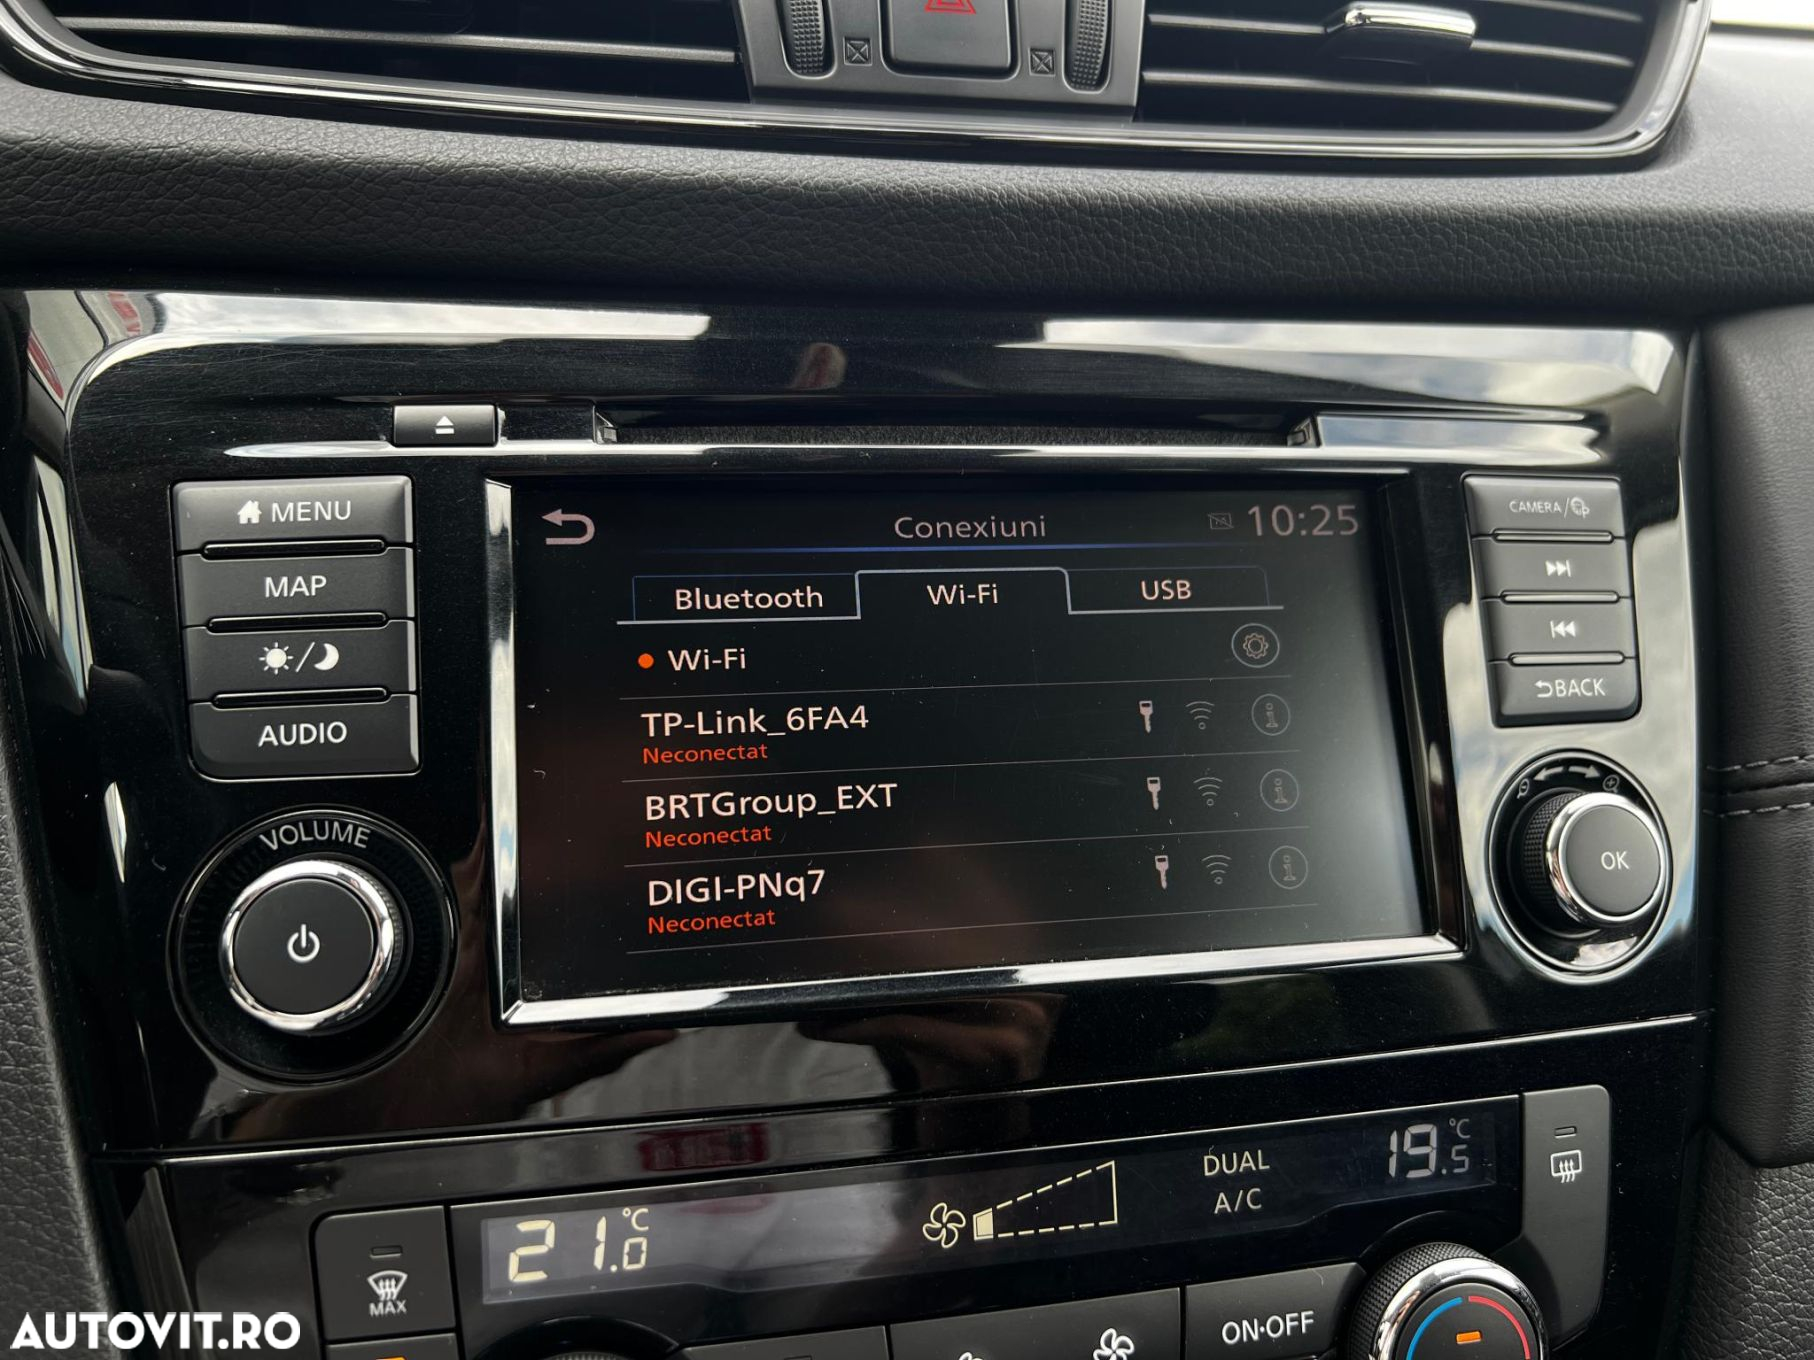 MENU
MAP
AUDIO
VOLUME
Conexiuni
TA
10:25
Bluetooth
Wi-Fi
USB
Wi-Fi
TP-Link_6FA4
Neconectat
BRTGroup_EXT
Neconectat
DIGI-PNq7
Neconectat
CAMERA/
BACK
OK
21.0 °C
DUAL
A/C
19.5 °C
MAX
ON·OFF
AUTOVIT.RO